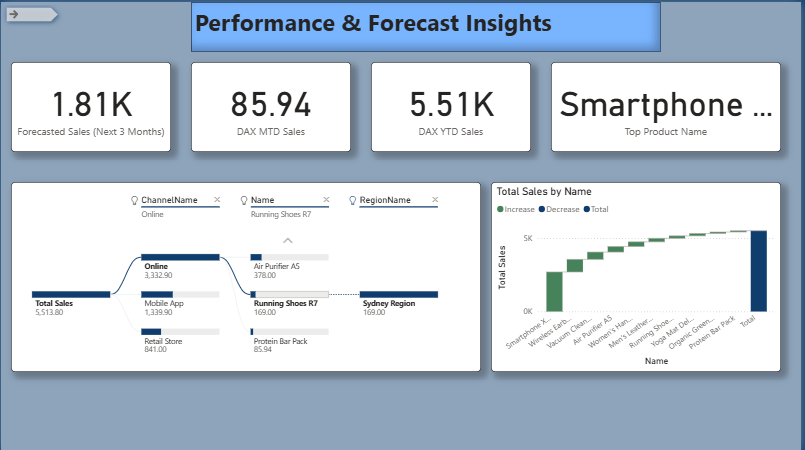 Performance & Forecast Insights
1.81K
Forecasted Sales (Next 3 Months)
85.94
DAX MTD Sales
5.51K
DAX YTD Sales
Smartphone ...
Top Product Name
ChannelName
Online
Name
Running Shoes R7
RegionName
Total Sales
5,513.80
Online
3,332.90
Mobile App
1,339.90
Retail Store
841.00
Air Purifier A5
378.00
Running Shoes R7
169.00
Protein Bar Pack
85.94
Sydney Region
169.00
Total Sales by Name
Increase Decrease Total
Total Sales
5K
0K
Smartphone X...
Wireless Earb...
Vacuum Clean...
Air Purifier A5
Women's Han...
Men's Leather...
Running Shoe...
Yoga Mat Del...
Organic Green...
Protein Bar Pack
Total
Name